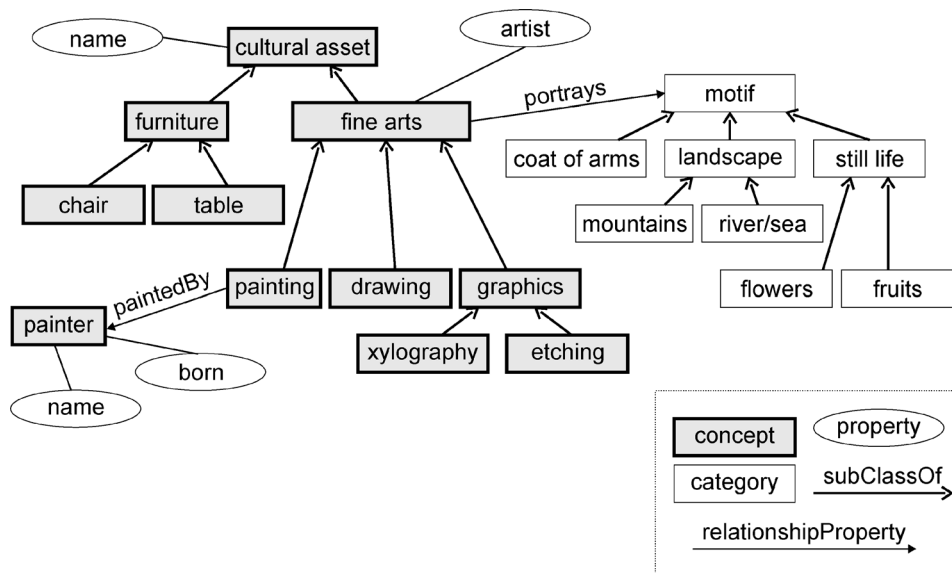 name
cultural asset
artist
furniture
fine arts
portrays
motif
coat of arms
landscape
still life
chair
table
mountains
river/sea
painting
drawing
graphics
flowers
fruits
paintedBy
painter
xylography
etching
born
name
concept
property
category
subClassOf
relationshipProperty